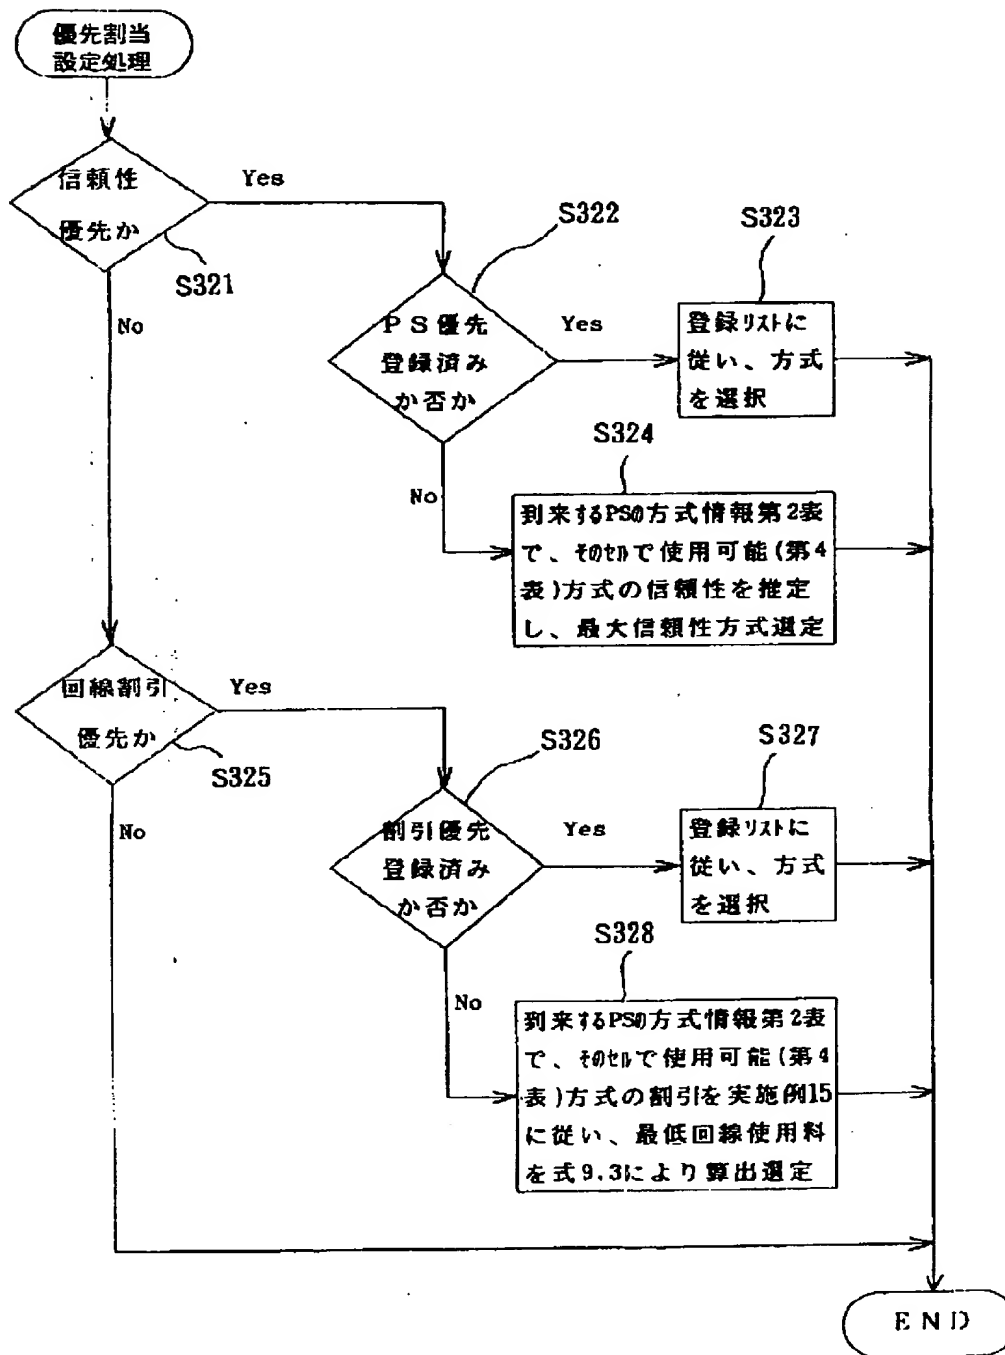 優先割当
設定処理
信頼性
優先か
Yes
S321
No
S322
PS優先
登録済み
か否か
Yes
S323
登録リストに
従い、方式
を選択
No
S324
到来するPSの方式情報第2表
で、そのセルで使用可能(第4
表)方式の信頼性を推定
し、最大信頼性方式選定
回線割引
優先か
Yes
S325
No
S326
割引優先
登録済み
か否か
Yes
S327
登録リストに
従い、方式
を選択
No
S328
到来するPSの方式情報第2表
で、そのセルで使用可能(第4
表)方式の割引を実施例15
に従い、最低回線使用料
を式9.3により算出選定
END